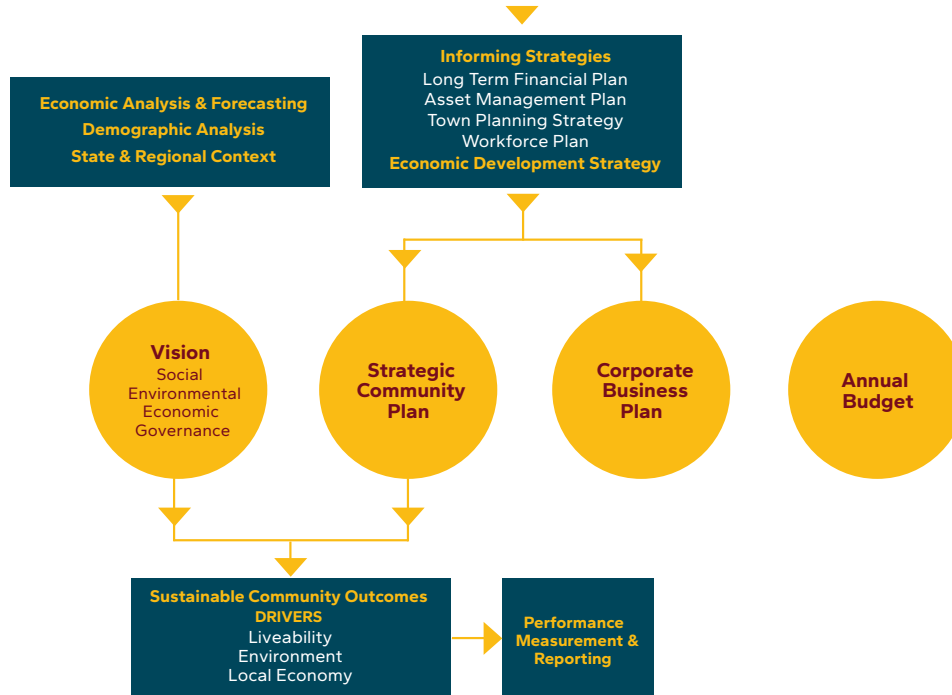 Informing Strategies
Long Term Financial Plan
Asset Management Plan
Town Planning Strategy
Workforce Plan
Economic Development Strategy
Economic Analysis & Forecasting
Demographic Analysis
State & Regional Context
Vision
Social
Environmental
Economic
Governance
Strategic
Community
Plan
Corporate
Business
Plan
Annual
Budget
Sustainable Community Outcomes
DRIVERS
Liveability
Environment
Local Economy
Performance
Measurement &
Reporting